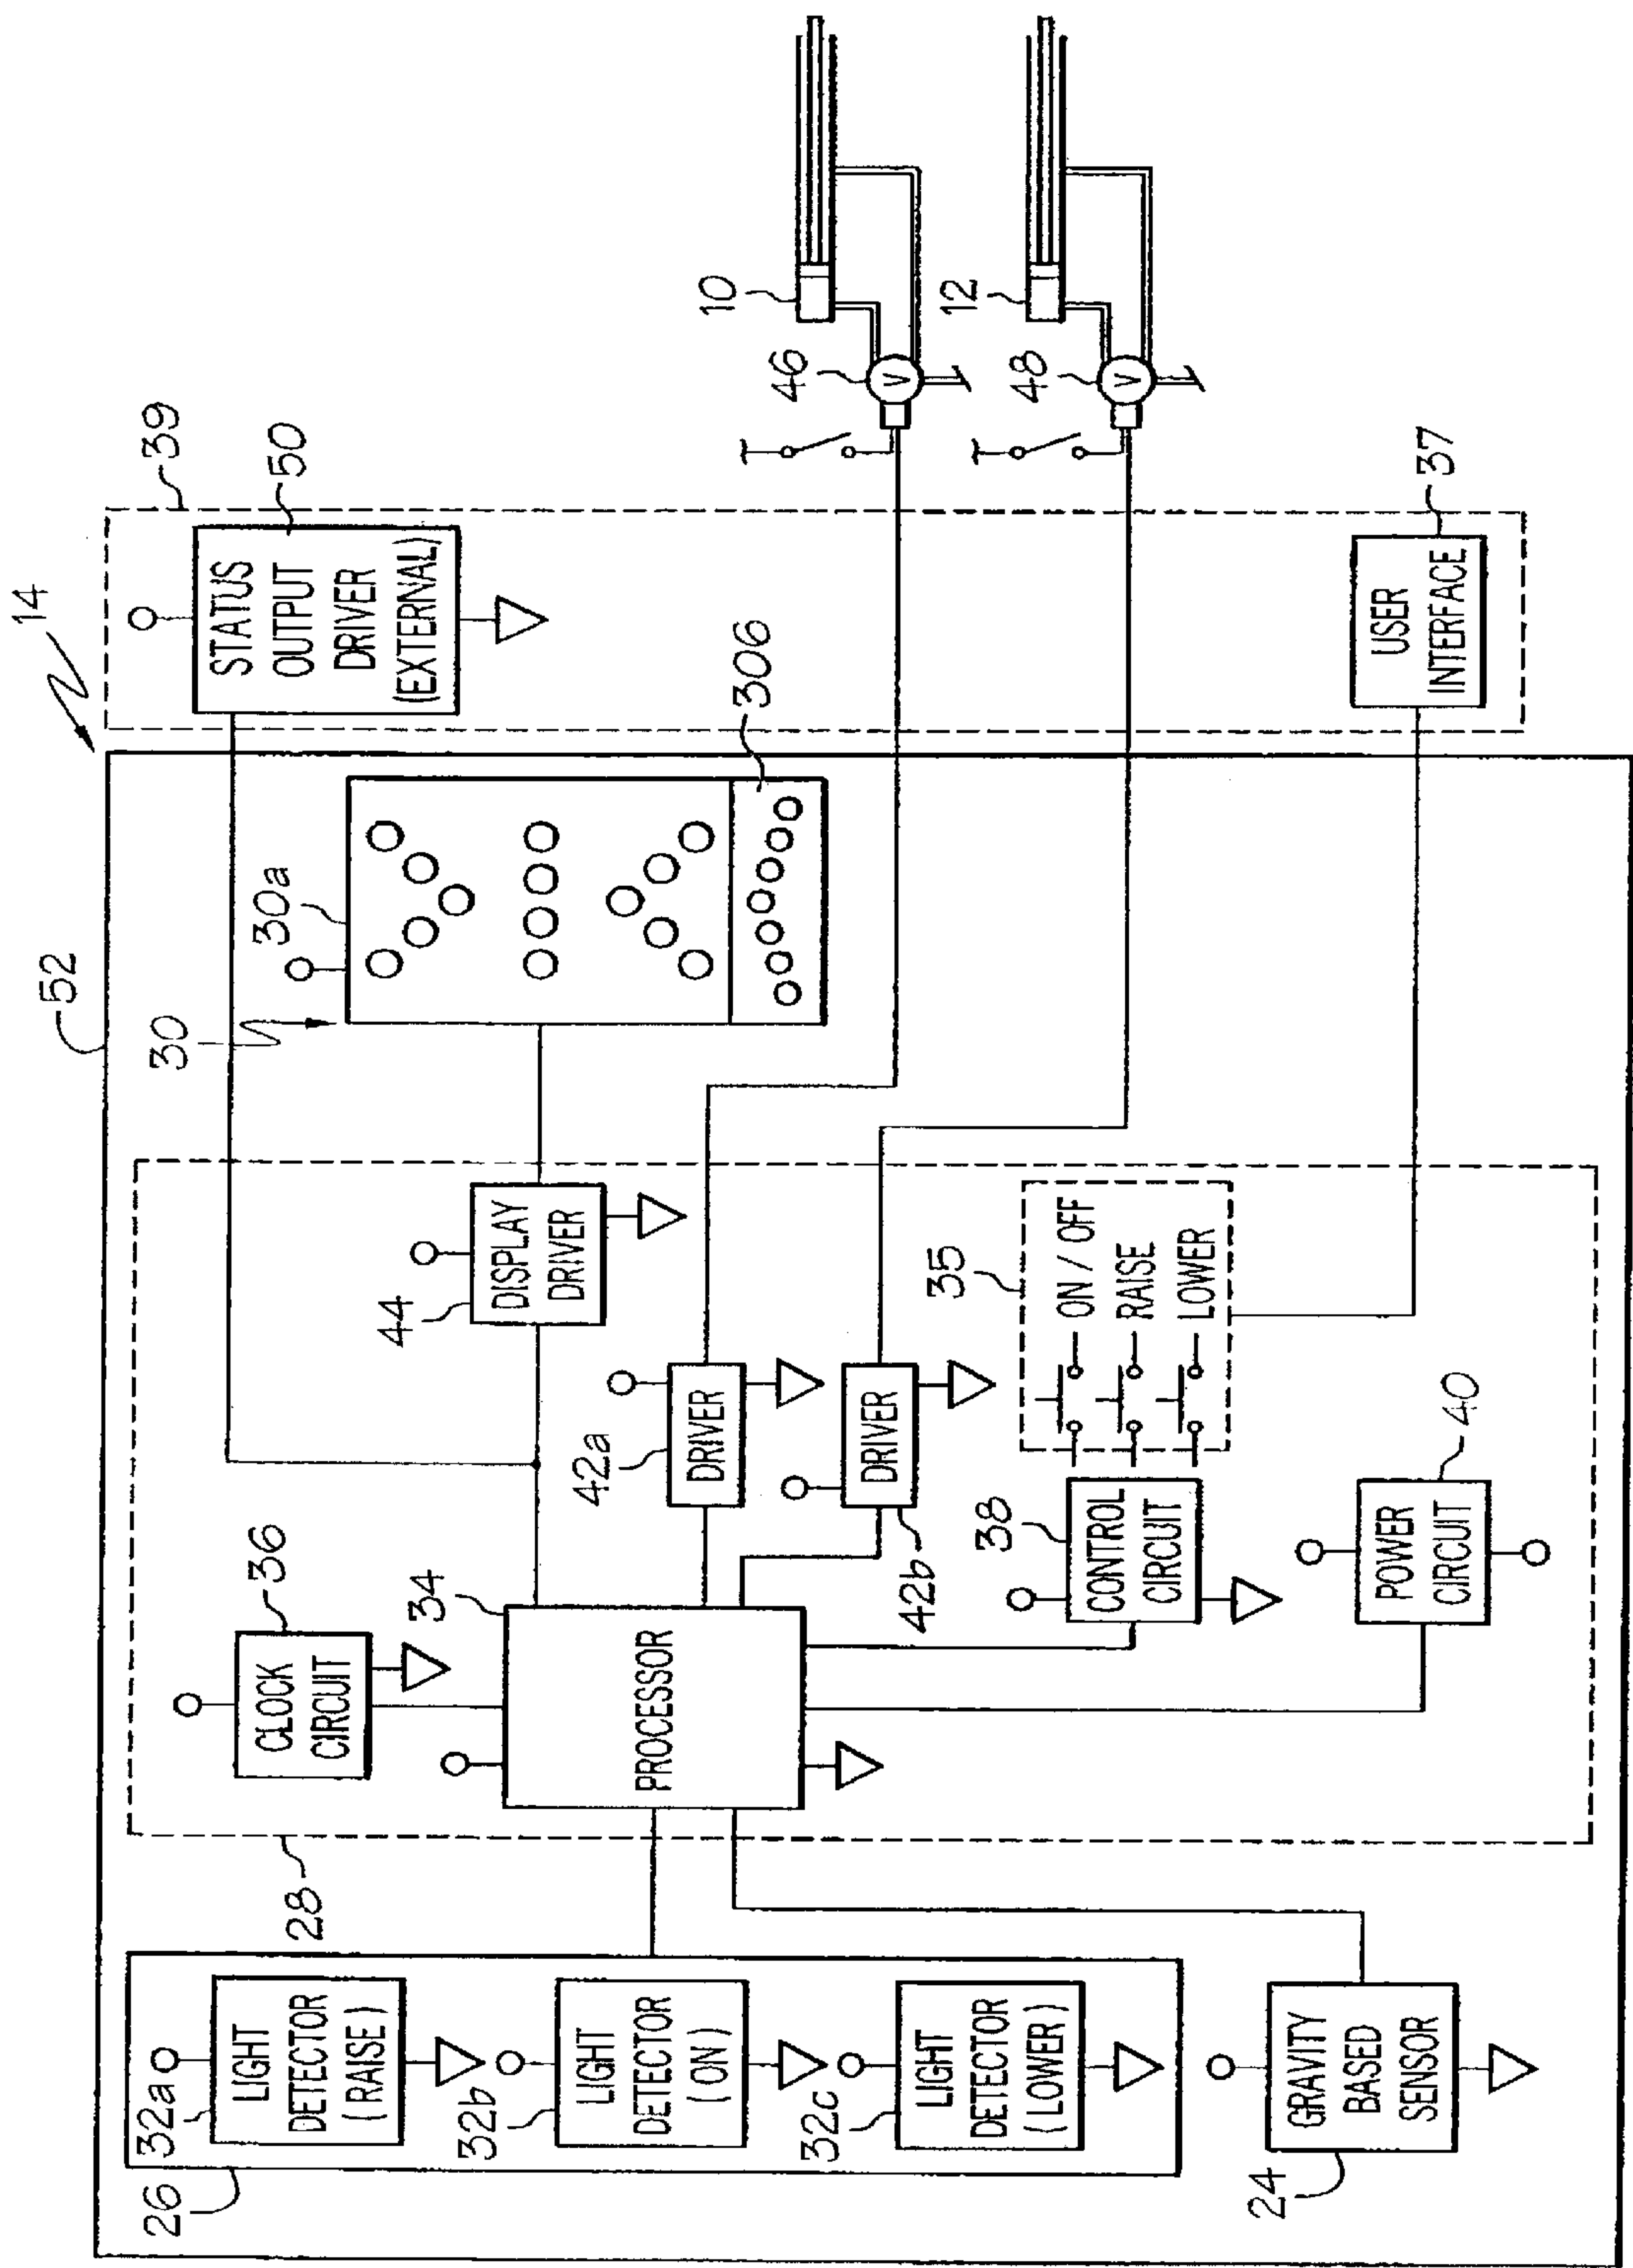 14
39
52
STATUS
OUTPUT
DRIVER
(EXTERNAL)
50
30
30a
306
44
DISPLAY
DRIVER
36
CLOCK
CIRCUIT
34
PROCESSOR
28
42a
DRIVER
42b
DRIVER
35
ON / OFF
RAISE
LOWER
38
CONTROL
CIRCUIT
40
POWER
CIRCUIT
37
USER
INTERFACE
10
46
V
12
48
V
26
32a
LIGHT
DETECTOR
(RAISE)
32b
LIGHT
DETECTOR
(ON)
32c
LIGHT
DETECTOR
(LOWER)
24
GRAVITY
BASED
SENSOR